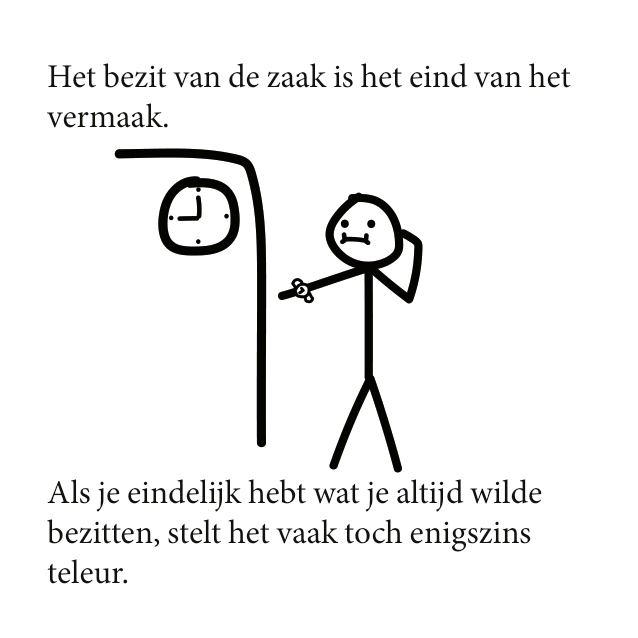 Het bezit van de zaak is het eind van het
vermaak.
Als je eindelijk hebt wat je altijd wilde
bezitten, stelt het vaak toch enigszins
teleur.